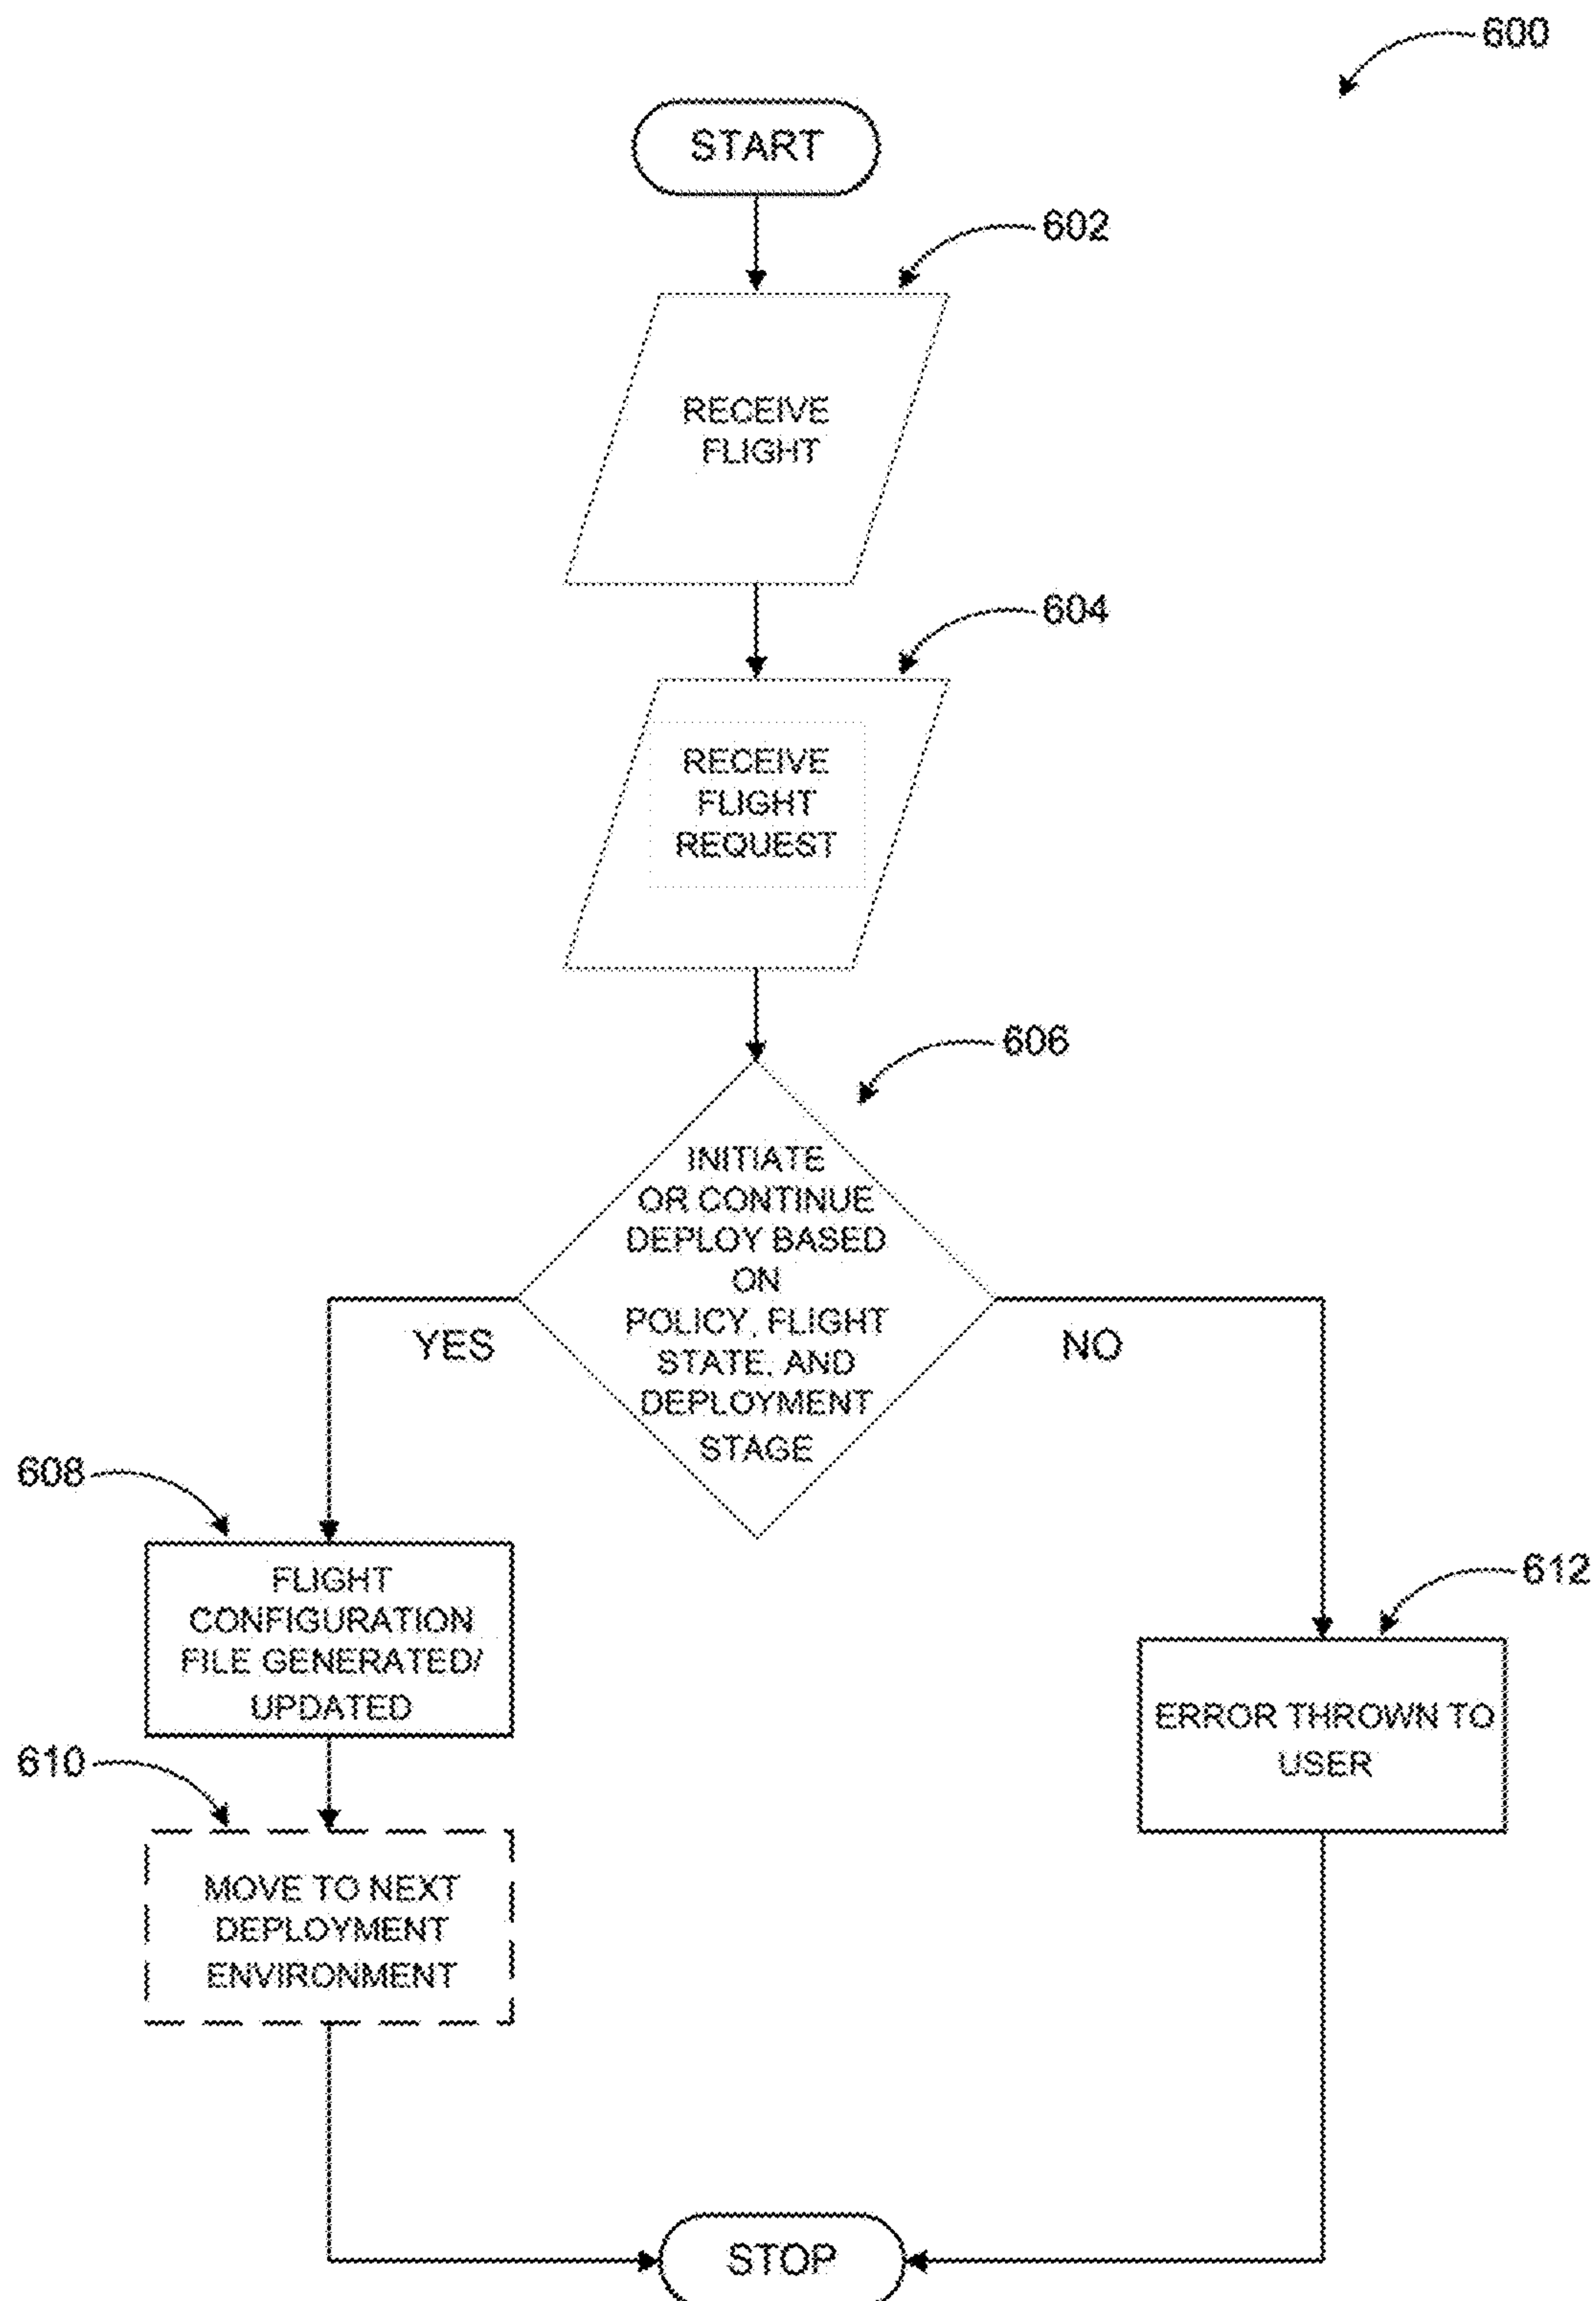 600
START
602
RECEIVE
FLIGHT
604
RECEIVE
FLIGHT
REQUEST
606
INITIATE
OR CONTINUE
DEPLOY BASED
ON
POLICY, FLIGHT
STATE, AND
DEPLOYMENT
STAGE
YES
NO
608
FLIGHT
CONFIGURATION
FILE GENERATED/
UPDATED
612
ERROR THROWN TO
USER
610
MOVE TO NEXT
DEPLOYMENT
ENVIRONMENT
STOP